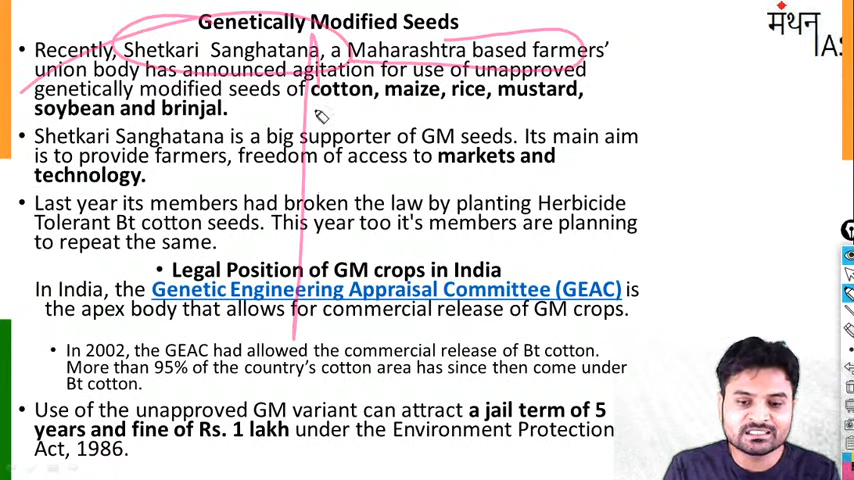 Genetically Modified Seeds
मंथन
IAS
• Recently, Shetkari Sanghatana, a Maharashtra based farmers’
union body has announced agitation for use of unapproved
genetically modified seeds of cotton, maize, rice, mustard,
soybean and brinjal.
• Shetkari Sanghatana is a big supporter of GM seeds. Its main aim
is to provide farmers, freedom of access to markets and
technology.
• Last year its members had broken the law by planting Herbicide
Tolerant Bt cotton seeds. This year too it's members are planning
to repeat the same.
• Legal Position of GM crops in India
In India, the Genetic Engineering Appraisal Committee (GEAC) is
the apex body that allows for commercial release of GM crops.
• In 2002, the GEAC had allowed the commercial release of Bt cotton.
More than 95% of the country’s cotton area has since then come under
Bt cotton.
• Use of the unapproved GM variant can attract a jail term of 5
years and fine of Rs. 1 lakh under the Environment Protection
Act, 1986.